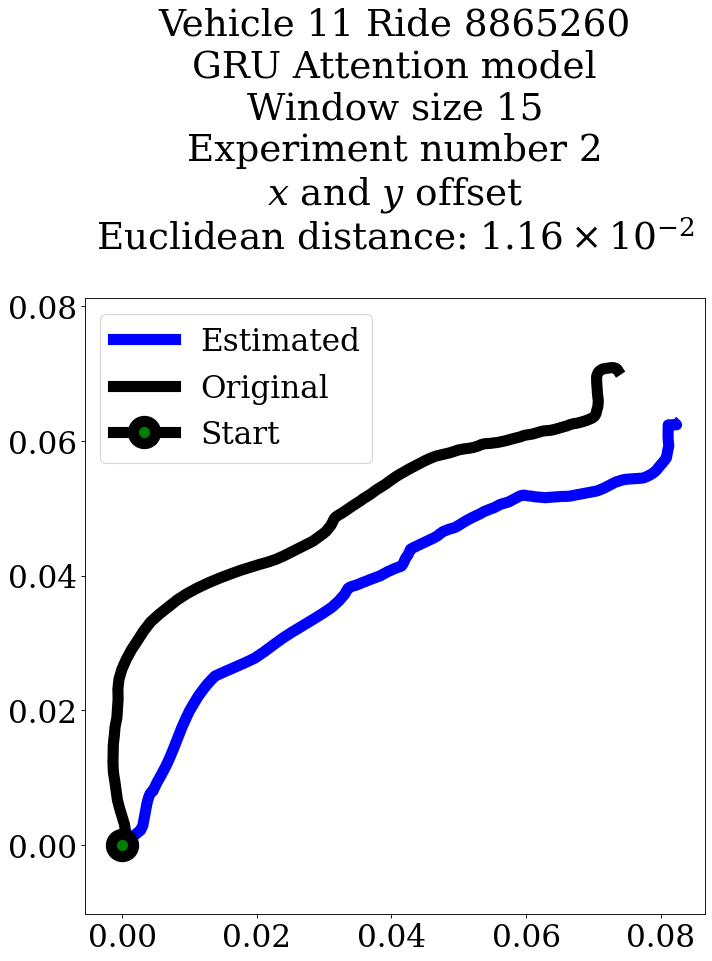 Vehicle 11 Ride 8865260
GRU Attention model
Window size 15
Experiment number 2
x and y offset
Euclidean distance: 1.16 × 10⁻²
0.08
0.06
0.04
0.02
0.00
Estimated
Original
Start
0.00 0.02 0.04 0.06 0.08